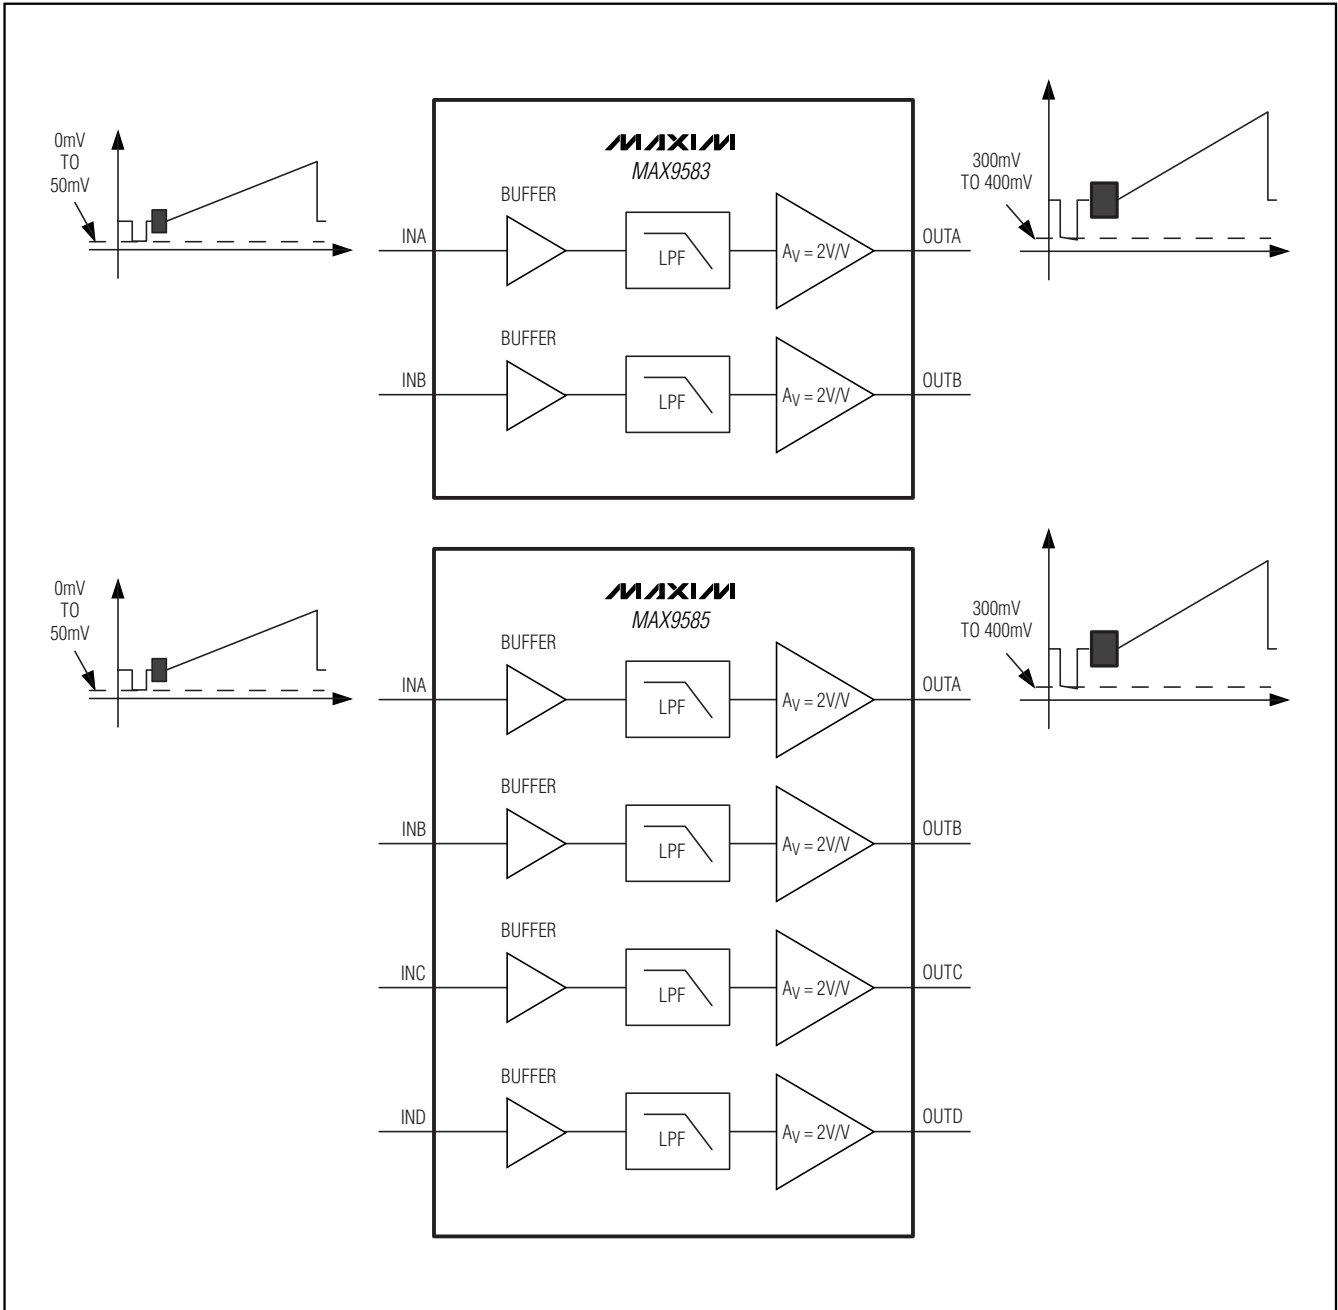 MAXIM
MAX9583
0mV
TO
50mV
300mV
TO 400mV
BUFFER
INA
LPF
AV = 2V/V
OUTA
BUFFER
INB
LPF
AV = 2V/V
OUTB
MAXIM
MAX9585
0mV
TO
50mV
300mV
TO 400mV
BUFFER
INA
LPF
AV = 2V/V
OUTA
BUFFER
INB
LPF
AV = 2V/V
OUTB
BUFFER
INC
LPF
AV = 2V/V
OUTC
BUFFER
IND
LPF
AV = 2V/V
OUTD